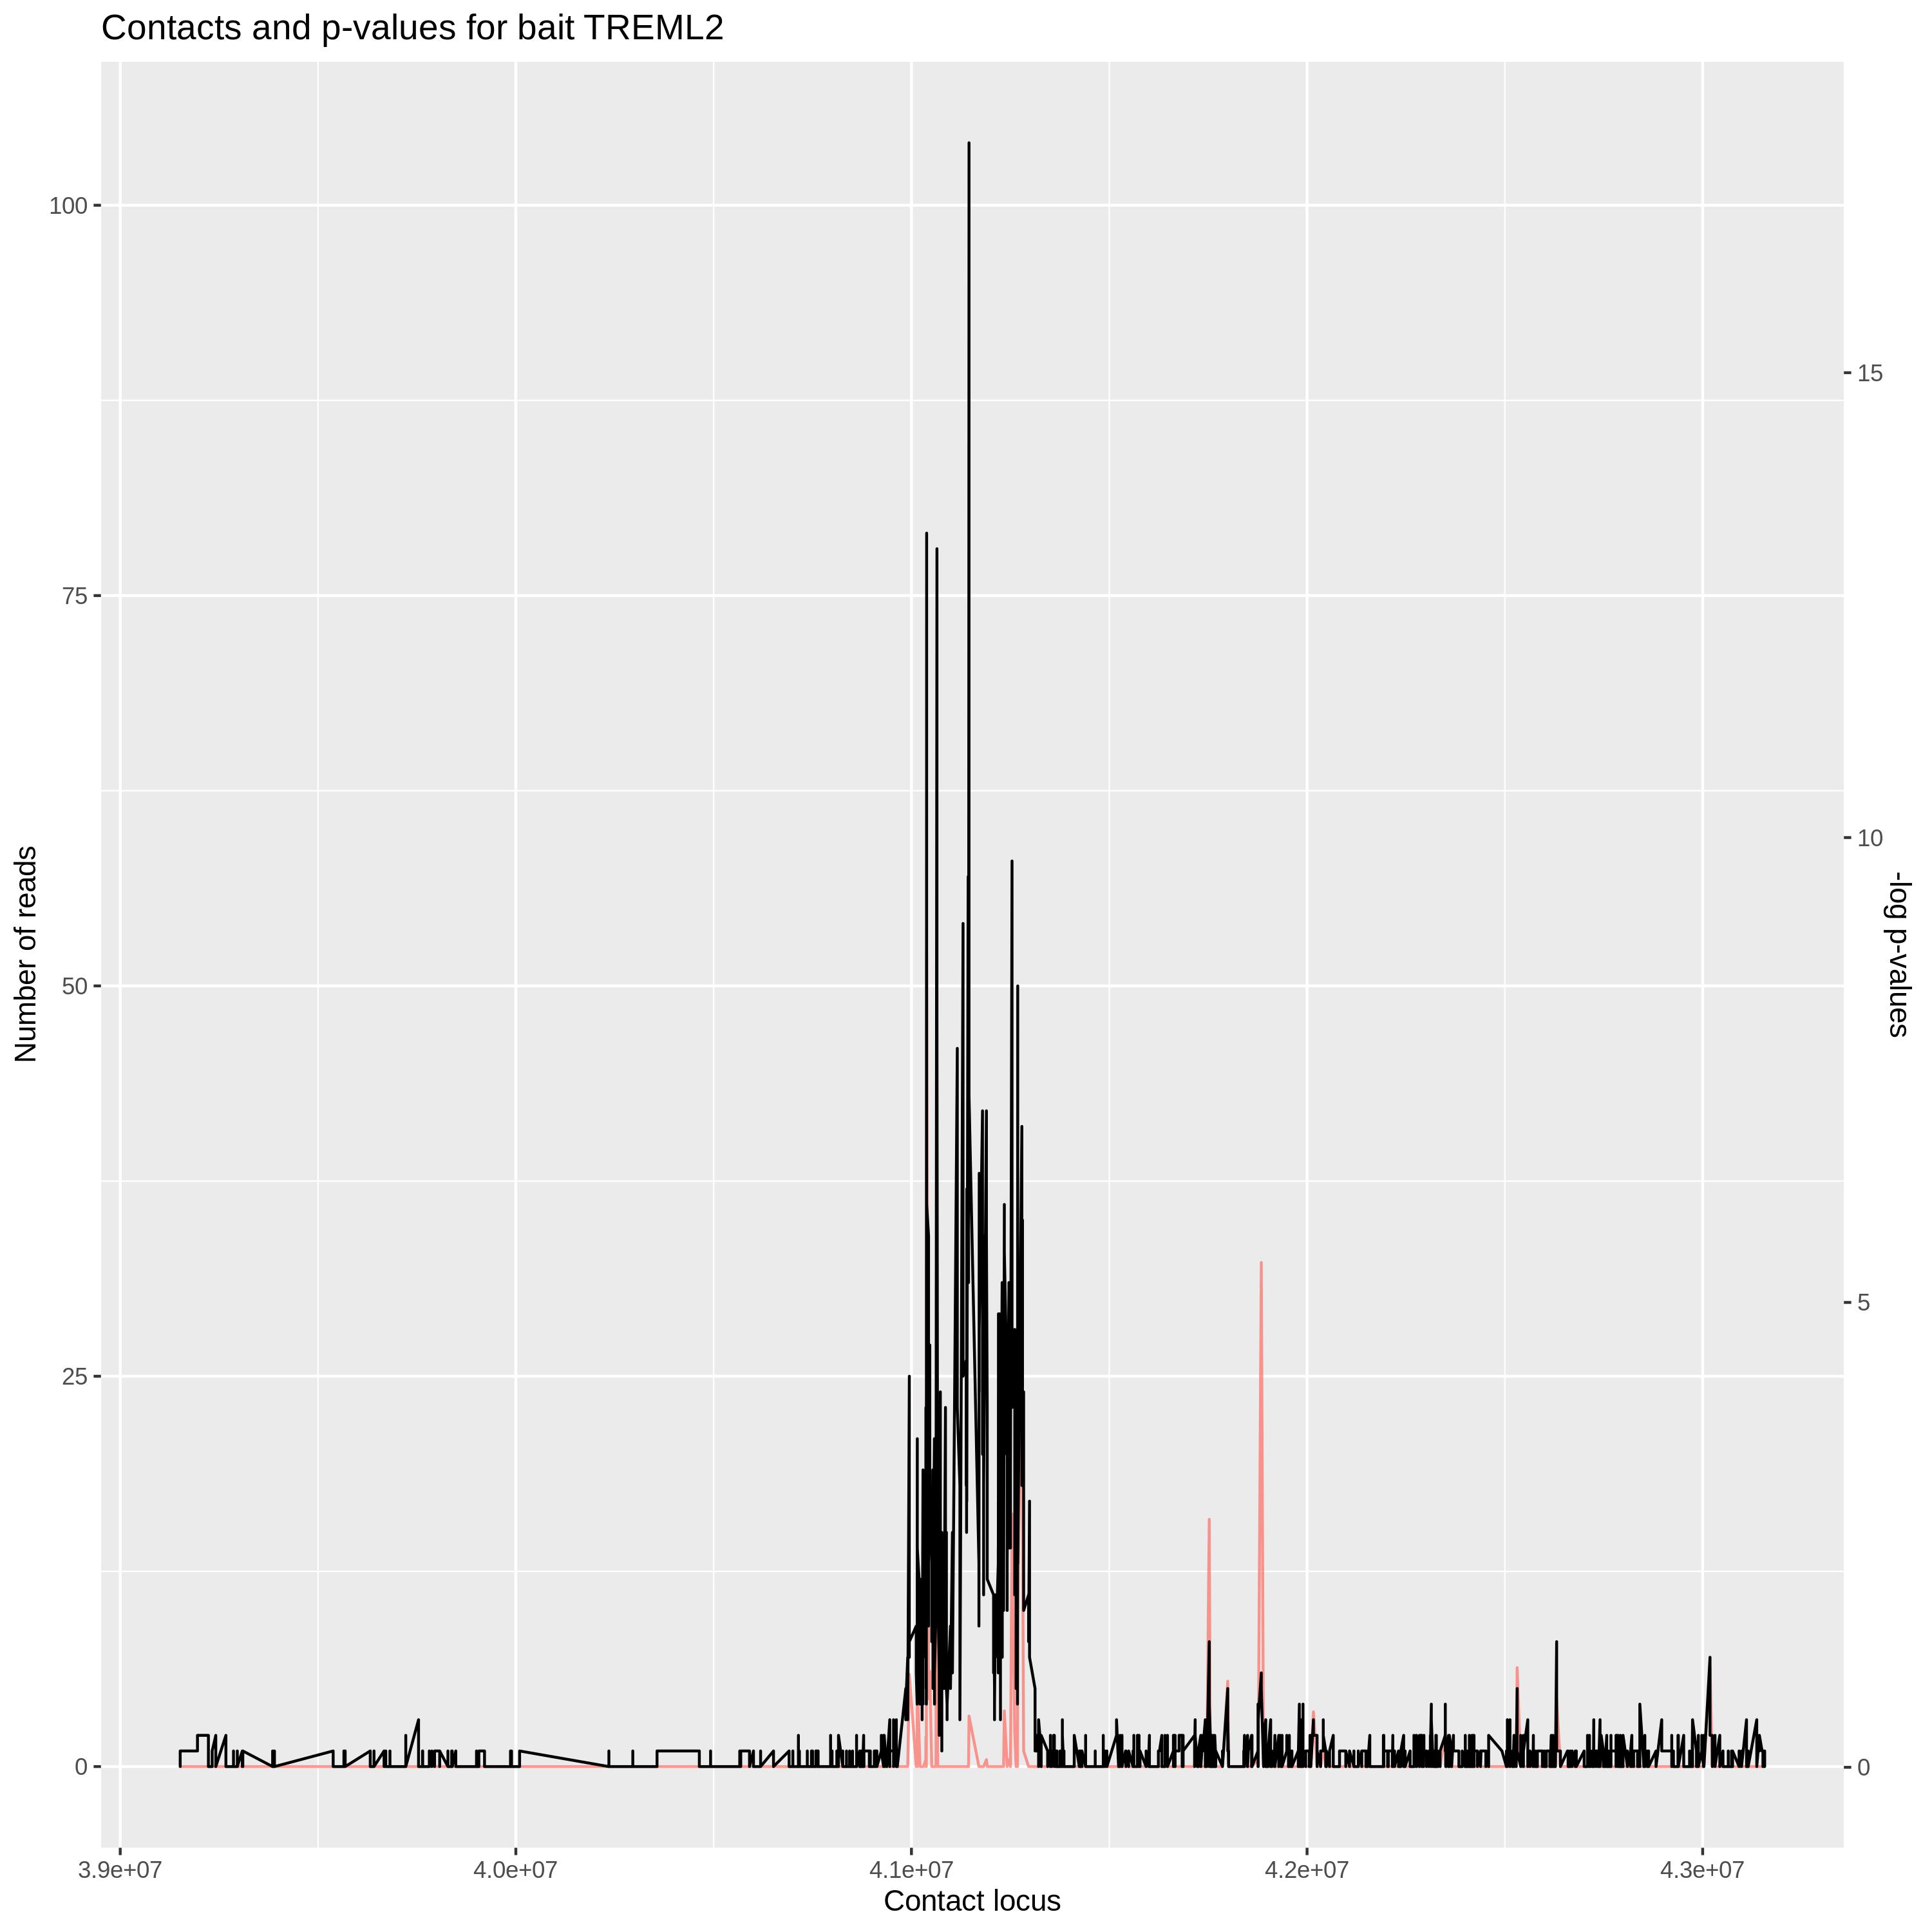 Contacts and p-values for bait TREML2
100
75
50
25
0
Number of reads
15
10
5
0
-log p-values
3.9e+07 4.0e+07 4.1e+07 4.2e+07 4.3e+07
Contact locus